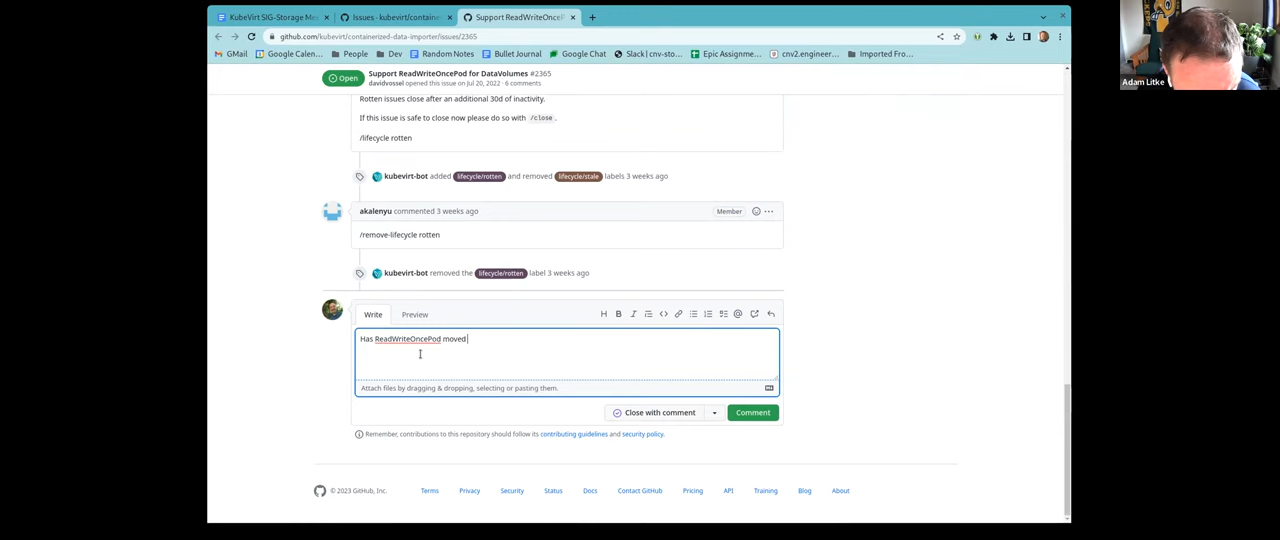 KubeVirt SIG-Storage Me
Issues · kubevirt/containe
Support ReadWriteOnceP
github.com/kubevirt/containerized-data-importer/issues/2365
GMail
Google Calen...
People
Dev
Random Notes
Bullet Journal
Google Chat
Slack | cnv-sto...
Epic Assignme...
cnv2.engineer...
Imported Fro...
Adam Litke
Open
Support ReadWriteOncePod for DataVolumes #2365
davidvossel opened this issue on Jul 20, 2022 · 6 comments
Rotten issues close after an additional 30d of inactivity.
If this issue is safe to close now please do so with /close .
/lifecycle rotten
kubevirt-bot added lifecycle/rotten and removed lifecycle/stale labels 3 weeks ago
akalenyu commented 3 weeks ago
Member
/remove-lifecycle rotten
kubevirt-bot removed the lifecycle/rotten label 3 weeks ago
Write
Preview
Has ReadWriteOncePod moved
Attach files by dragging & dropping, selecting or pasting them.
Close with comment
Comment
Remember, contributions to this repository should follow its contributing guidelines and security policy.
© 2023 GitHub, Inc.
Terms
Privacy
Security
Status
Docs
Contact GitHub
Pricing
API
Training
Blog
About